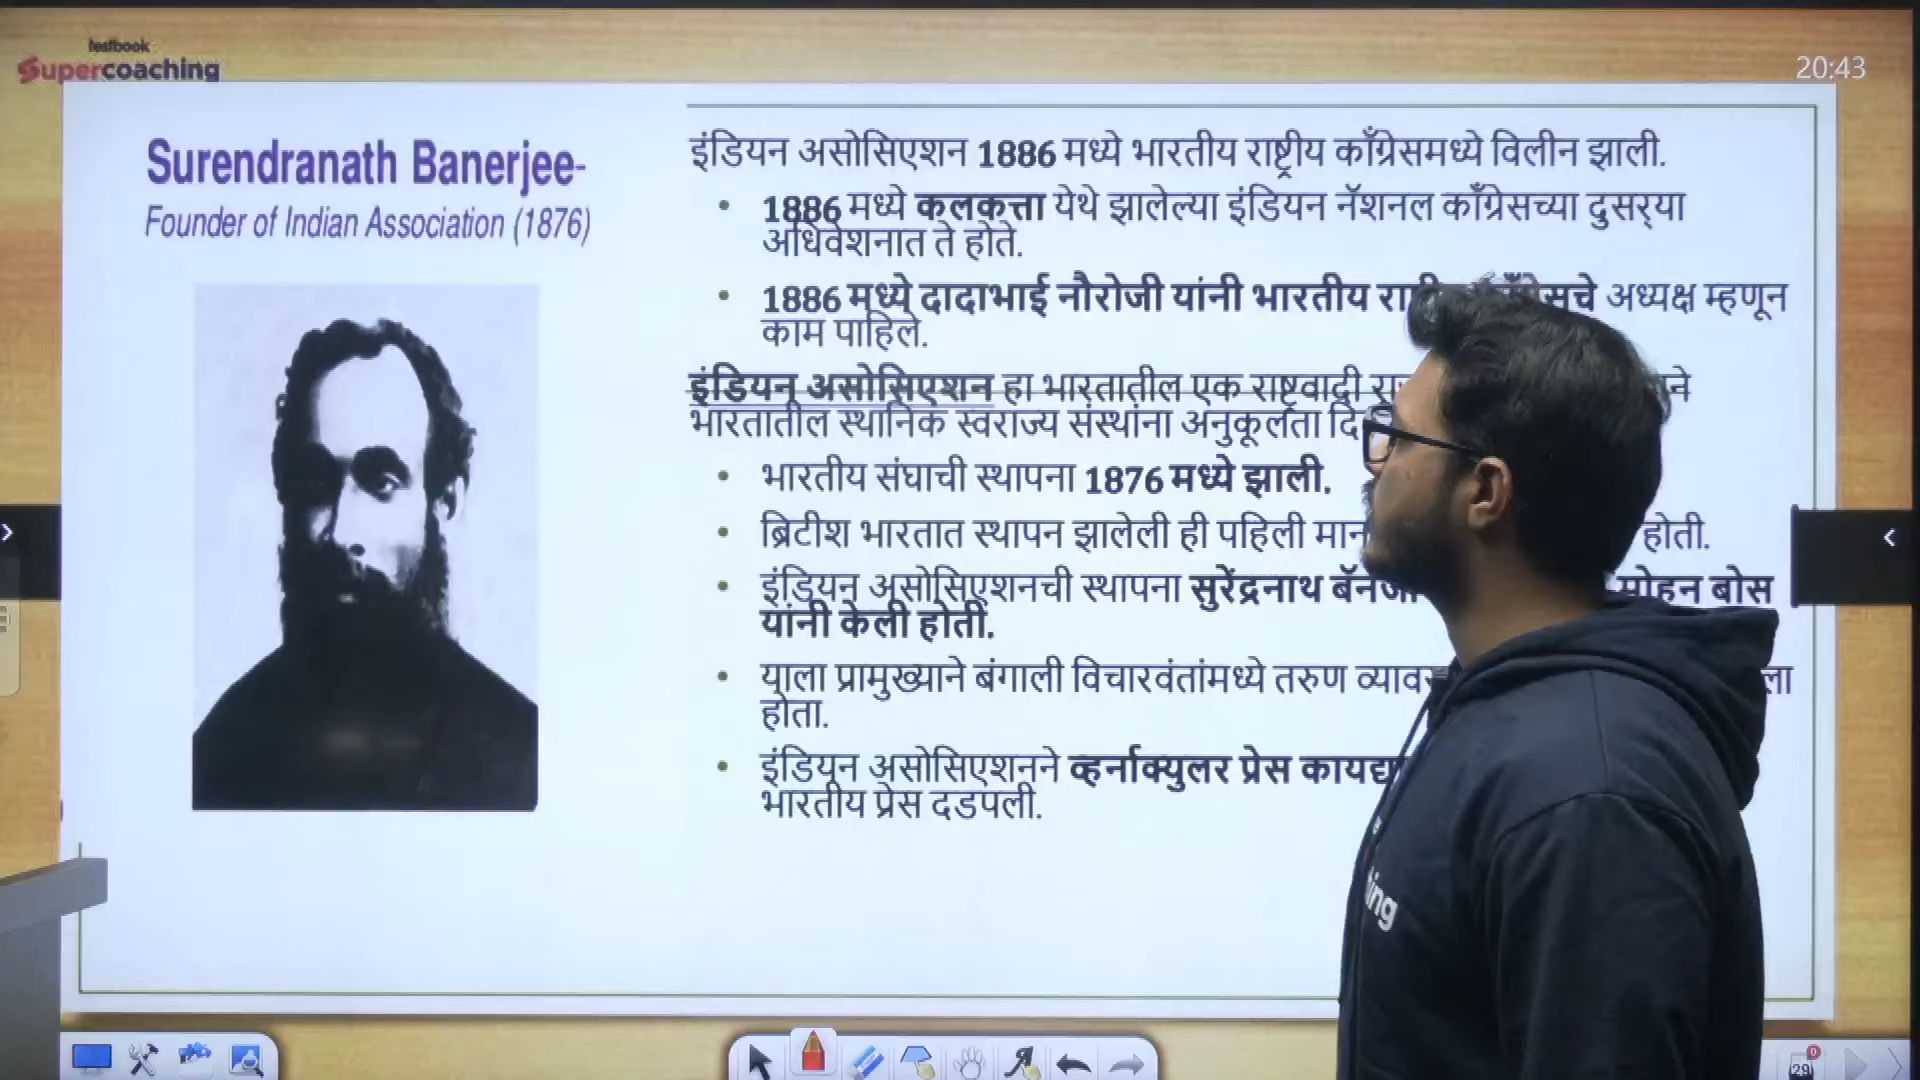 testbook
Supercoaching
20:43
Surendranath Banerjee-
Founder of Indian Association (1876)
इंडियन असोसिएशन 1886 मध्ये भारतीय राष्ट्रीय काँग्रेसमध्ये विलीन झाली.
• 1886 मध्ये कलकत्ता येथे झालेल्या इंडियन नॅशनल काँग्रेसच्या दुसऱ्या
अधिवेशनात ते होते.
• 1886 मध्ये दादाभाई नौरोजी यांनी भारतीय अध्यक्ष म्हणून
काम पाहिले.
इंडियन असोसिएशन हा भारतातील एक राष्ट्रवादी
भारतातील स्थानिक स्वराज्य संस्थांना अनुकूलता
• भारतीय संघाची स्थापना 1876 मध्ये झाली.
• ब्रिटीश भारतात स्थापन झालेली ही पहिली होती.
• इंडियन असोसिएशनची स्थापना सुरेंद्रनाथ मोहन बोस
यांनी केली होती.
• याला प्रामुख्याने बंगाली विचारवंतांमध्ये तरुण
होता.
• इंडियन असोसिएशनने व्हर्नाक्युलर प्रेस
भारतीय प्रेस दडपली.
29